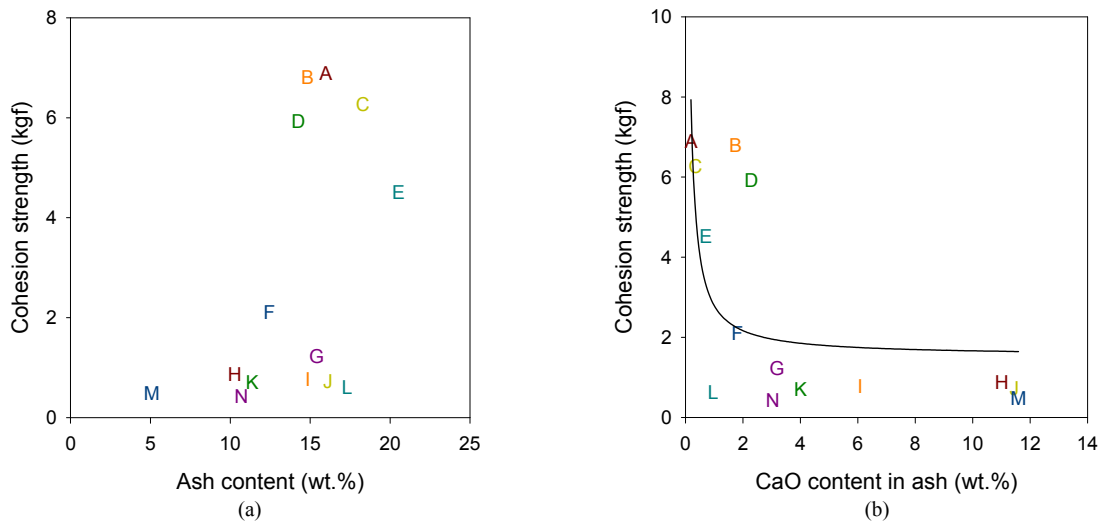 8
6
4
2
0
Cohesion strength (kgf)
A
B
C
D
E
F
G
H
I
J
K
L
M
N
0 5 10 15 20 25
Ash content (wt.%)
(a)
10
8
6
4
2
0
Cohesion strength (kgf)
A
B
C
D
E
F
G
H
I
J
K
L
M
N
0 2 4 6 8 10 12 14
CaO content in ash (wt.%)
(b)